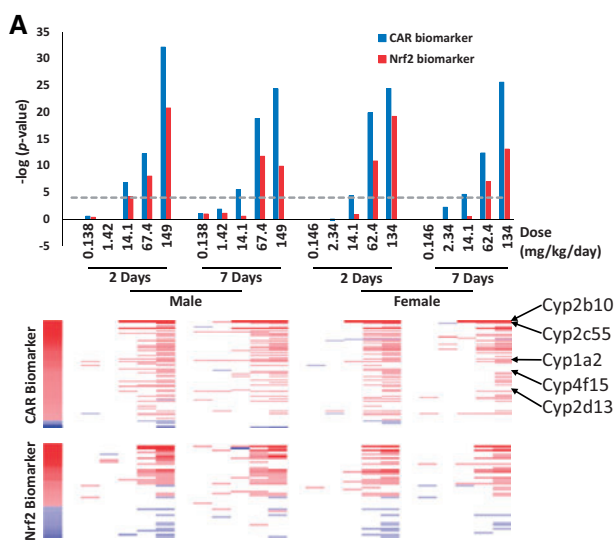 A
35
30
25
20
15
10
5
0
-5
-log (p-value)
CAR biomarker
Nrf2 biomarker
0.138 1.42 14.1 67.4 149 0.138 1.42 14.1 67.4 149 0.146 2.34 14.1 62.4 134 0.146 2.34 14.1 62.4 134
Dose
(mg/kg/day)
2 Days 7 Days 2 Days 7 Days
Male Female
CAR Biomarker
Cyp2b10
Cyp2c55
Cyp1a2
Cyp4f15
Cyp2d13
Nrf2 Biomarker